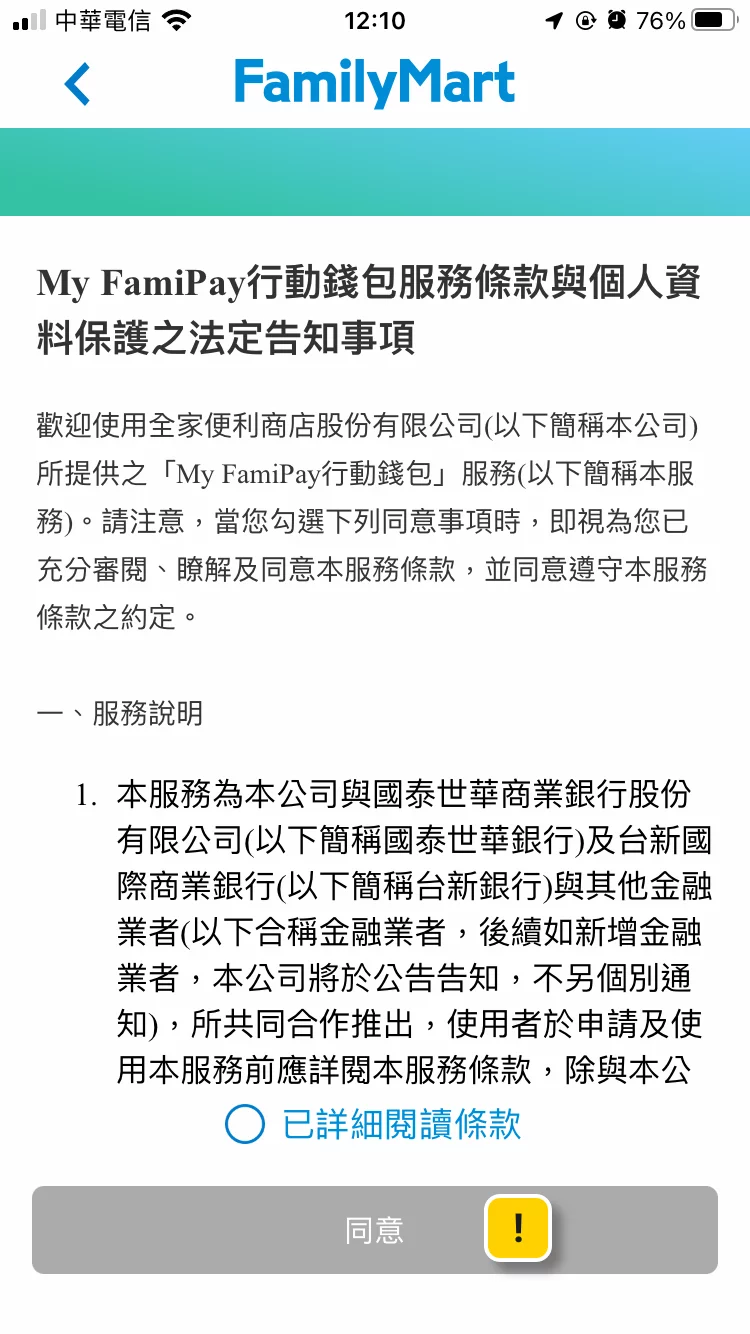 中華電信
12:10
76%
FamilyMart
My FamiPay行動錢包服務條款與個人資
料保護之法定告知事項
歡迎使用全家便利商店股份有限公司(以下簡稱本公司)
所提供之「My FamiPay行動錢包」服務(以下簡稱本服
務)。請注意，當您勾選下列同意事項時，即視為您已
充分審閱、瞭解及同意本服務條款，並同意遵守本服務
條款之約定。
一、服務說明
1. 本服務為本公司與國泰世華商業銀行股份
有限公司(以下簡稱國泰世華銀行)及台新國
際商業銀行(以下簡稱台新銀行)與其他金融
業者(以下合稱金融業者，後續如新增金融
業者，本公司將於公告告知，不另個別通
知)，所共同合作推出，使用者於申請及使
用本服務前應詳閱本服務條款，除與本公
已詳細閱讀條款
同意
!